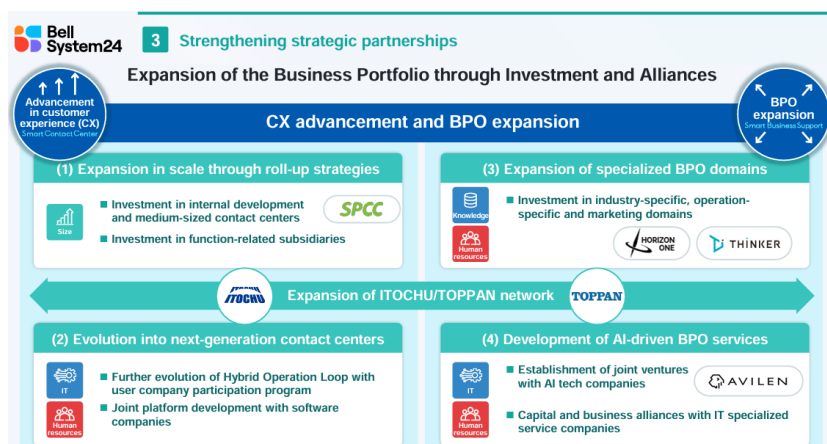 Bell
System24
3 Strengthening strategic partnerships
Expansion of the Business Portfolio through Investment and Alliances
Advancement
in customer
experience (CX)
Smart Contact Center
CX advancement and BPO expansion
BPO
expansion
Smart Business Support
(1) Expansion in scale through roll-up strategies
Size
Investment in internal development
and medium-sized contact centers
SPCC
Investment in function-related subsidiaries
(3) Expansion of specialized BPO domains
Knowledge
Human
resources
Investment in industry-specific, operation-
specific and marketing domains
HORIZON
ONE
THINKER
ITOCHU
Expansion of ITOCHU/TOPPAN network
TOPPAN
(2) Evolution into next-generation contact centers
IT
Human
resources
Further evolution of Hybrid Operation Loop with
user company participation program
Joint platform development with software
companies
(4) Development of AI-driven BPO services
IT
Human
resources
Establishment of joint ventures
with AI tech companies
AVILEN
Capital and business alliances with IT specialized
service companies